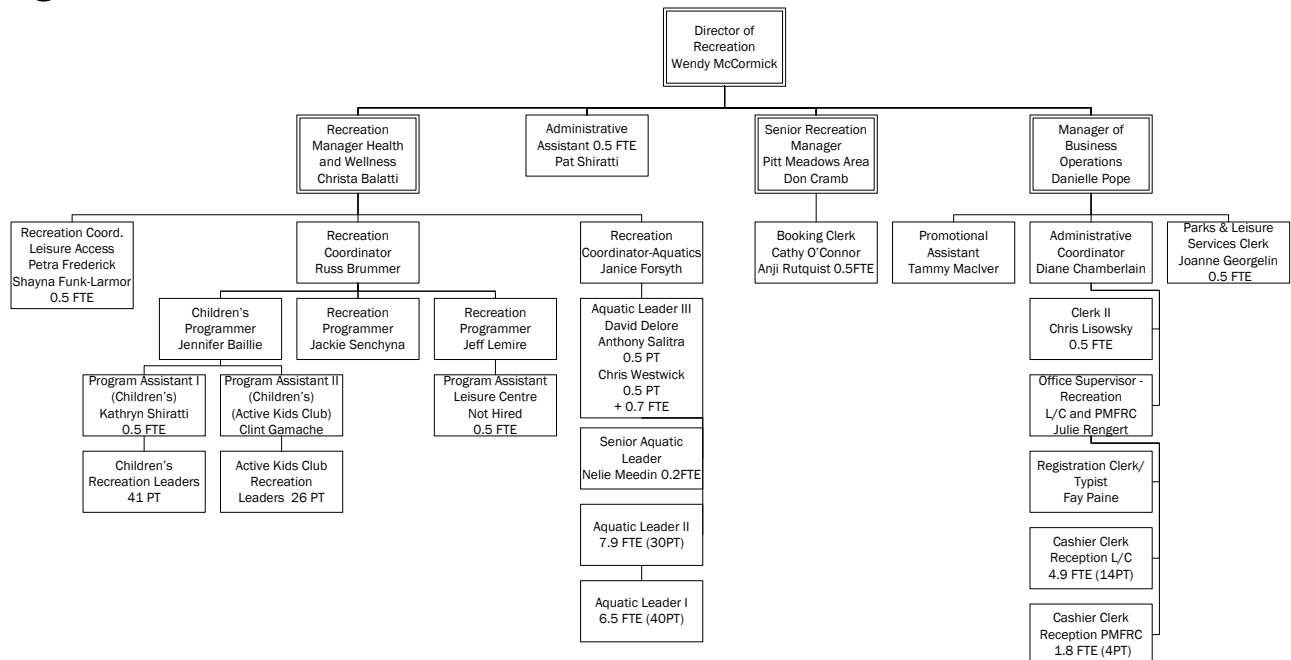 Director of
Recreation
Wendy McCormick
Recreation
Manager Health
and Wellness
Christa Balatti
Administrative
Assistant 0.5 FTE
Pat Shiratti
Senior Recreation
Manager
Pitt Meadows Area
Don Cramb
Manager of
Business
Operations
Danielle Pope
Recreation Coord.
Leisure Access
Petra Frederick
Shayna Funk-Larmor
0.5 FTE
Recreation
Coordinator
Russ Brummer
Recreation
Coordinator-Aquatics
Janice Forsyth
Booking Clerk
Cathy O'Connor
Anji Rutquist 0.5FTE
Promotional
Assistant
Tammy MacIver
Administrative
Coordinator
Diane Chamberlain
Parks & Leisure
Services Clerk
Joanne Georgelin
0.5 FTE
Children's
Programmer
Jennifer Baillie
Recreation
Programmer
Jackie Senchyna
Recreation
Programmer
Jeff Lemire
Aquatic Leader III
David Delore
Anthony Salitra
0.5 PT
Chris Westwick
0.5 PT
+ 0.7 FTE
Clerk II
Chris Lisowsky
0.5 FTE
Program Assistant I
(Children's)
Kathryn Shiratti
0.5 FTE
Program Assistant II
(Children's)
(Active Kids Club)
Clint Gamache
Program Assistant
Leisure Centre
Not Hired
0.5 FTE
Office Supervisor -
Recreation
L/C and PMFRC
Julie Rengert
Children's
Recreation Leaders
41 PT
Active Kids Club
Recreation
Leaders 26 PT
Senior Aquatic
Leader
Nelie Meedin 0.2FTE
Registration Clerk/
Typist
Fay Paine
Aquatic Leader II
7.9 FTE (30PT)
Cashier Clerk
Reception L/C
4.9 FTE (14PT)
Aquatic Leader I
6.5 FTE (40PT)
Cashier Clerk
Reception PMFRC
1.8 FTE (4PT)